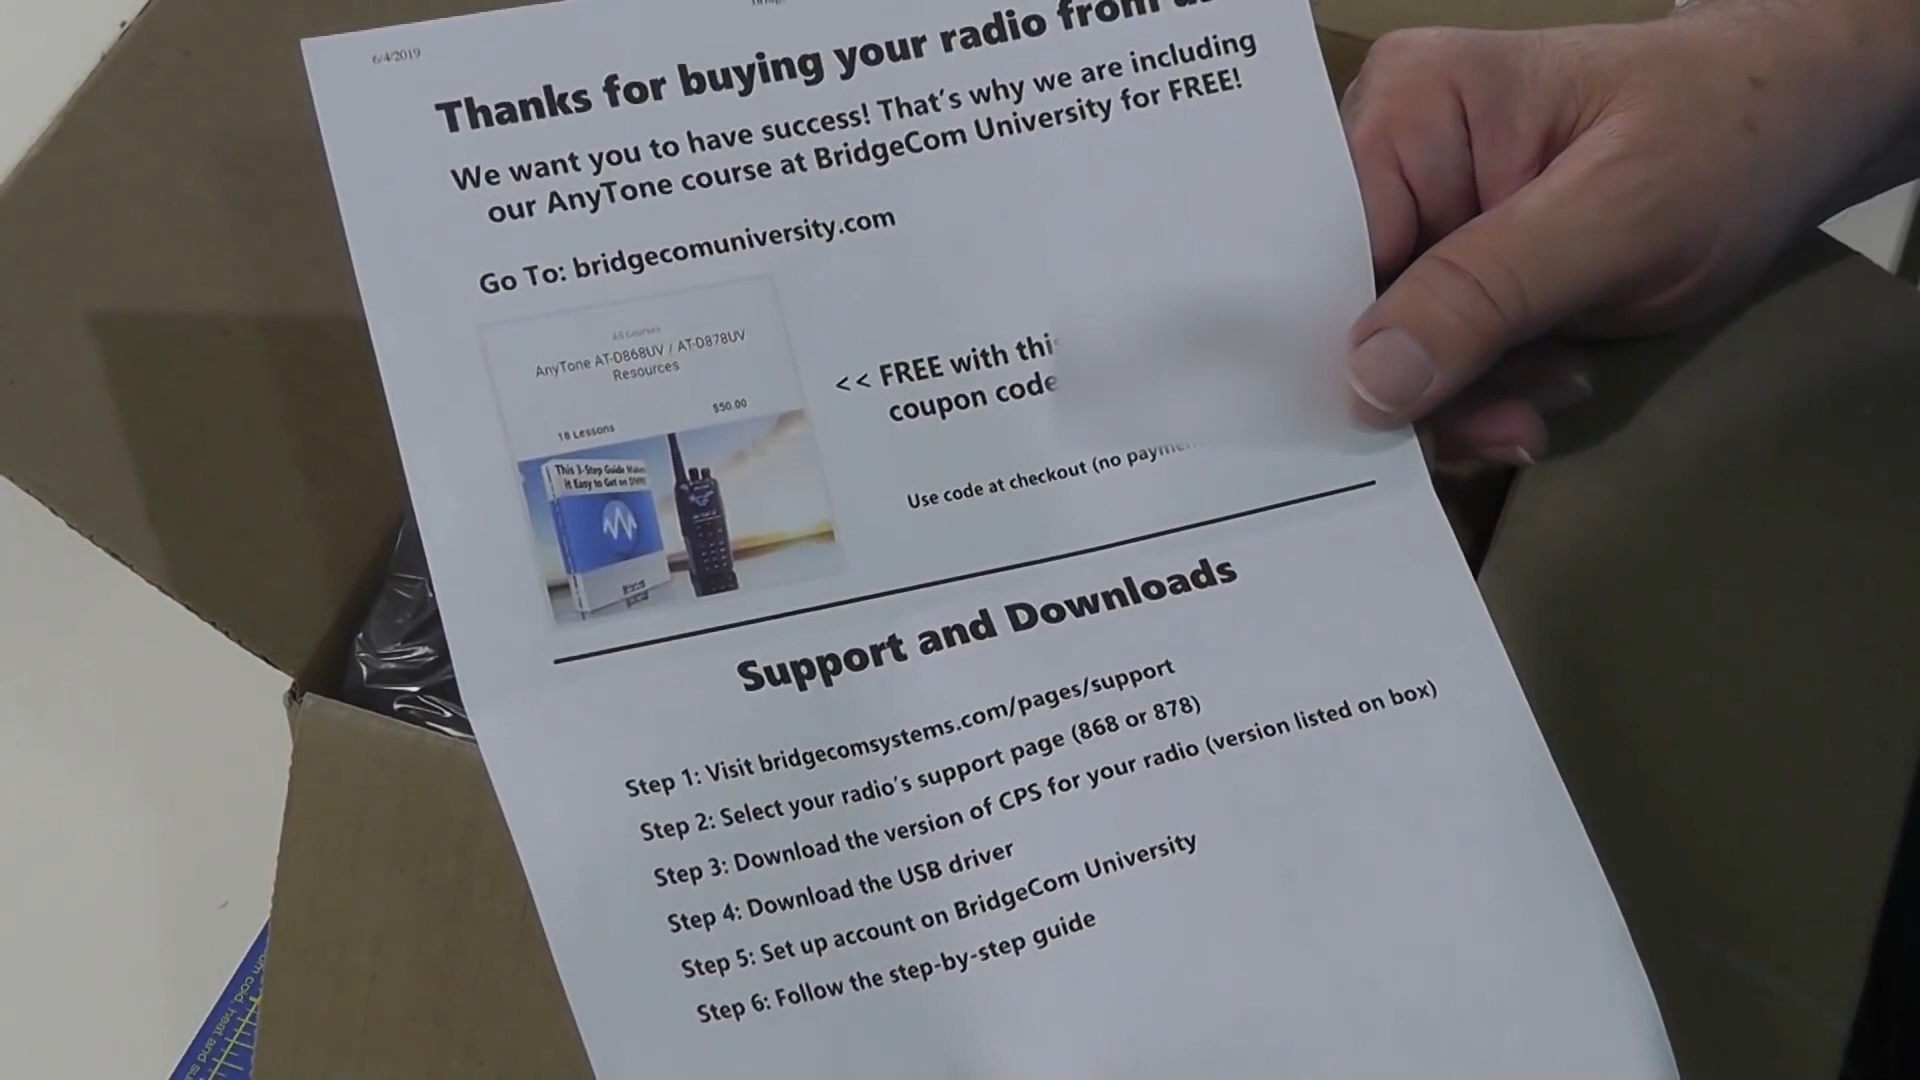 6/4/2019
Thanks for buying your radio from
We want you to have success! That's why we are including
our AnyTone course at BridgeCom University for FREE!
Go To: bridgecomuniversity.com
All Courses
AnyTone AT-D868UV / AT-D878UV
Resources
$50.00
18 Lessons
This 3-Step Guide Makes
it Easy to Get on DMR!
<< FREE with this
coupon code
Use code at checkout (no
Support and Downloads
Step 1: Visit bridgecomsystems.com/pages/support
Step 2: Select your radio's support page (868 or 878)
Step 3: Download the version of CPS for your radio (version listed on box)
Step 4: Download the USB driver
Step 5: Set up account on BridgeCom University
Step 6: Follow the step-by-step guide
cold, heat and